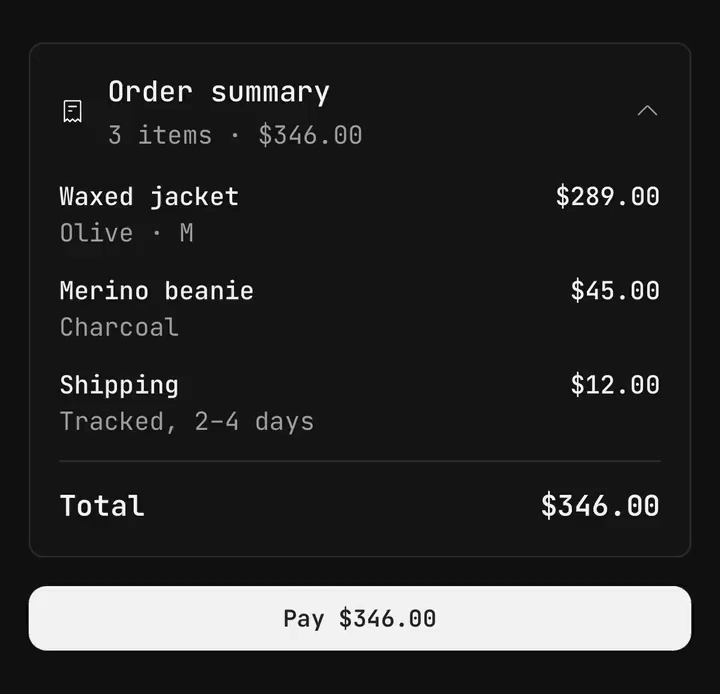 Order summary
3 items · $346.00
Waxed jacket $289.00
Olive · M
Merino beanie $45.00
Charcoal
Shipping $12.00
Tracked, 2–4 days
Total $346.00
Pay $346.00